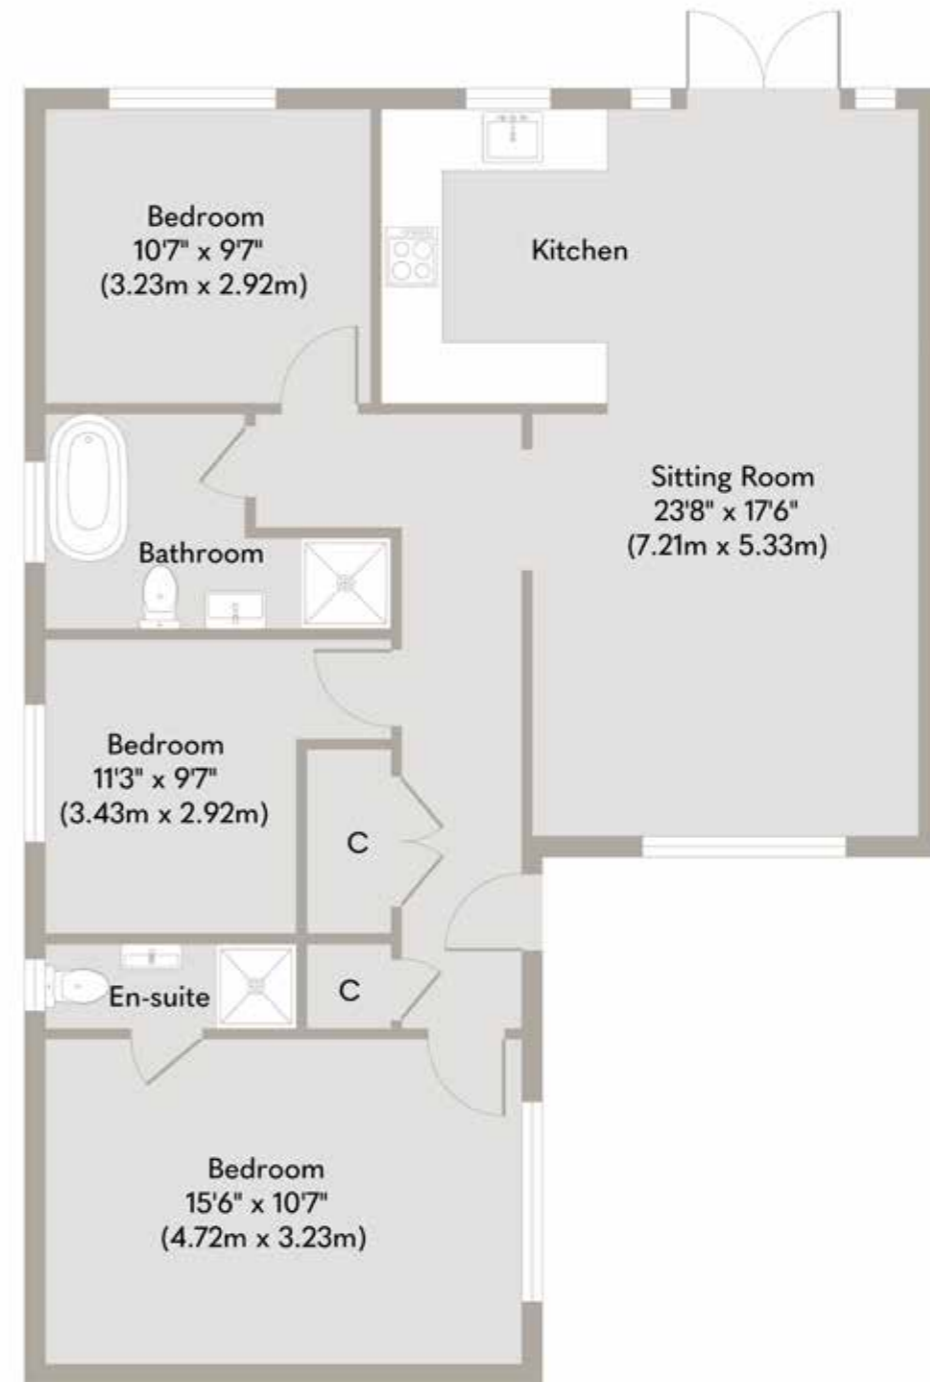 Bedroom
10'7" x 9'7"
(3.23m x 2.92m)
Kitchen
Sitting Room
23'8" x 17'6"
(7.21m x 5.33m)
Bathroom
Bedroom
11'3" x 9'7"
(3.43m x 2.92m)
C
C
En-suite
Bedroom
15'6" x 10'7"
(4.72m x 3.23m)